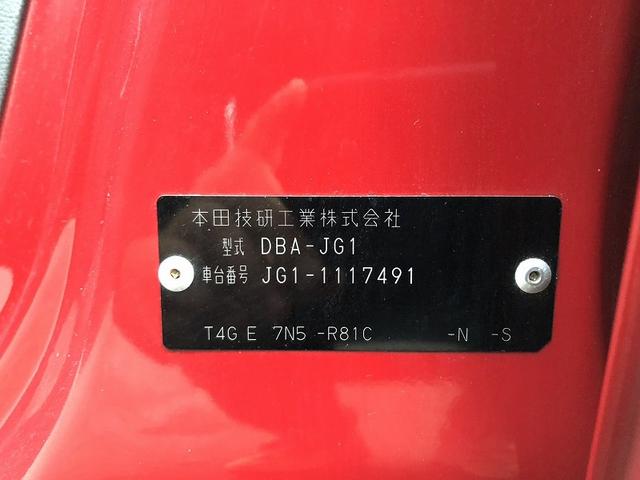 本田技研工業株式会社
型式 DBA-JG1
車台番号 JG1-1117491
T4G E 7N5 -R81C -N -S